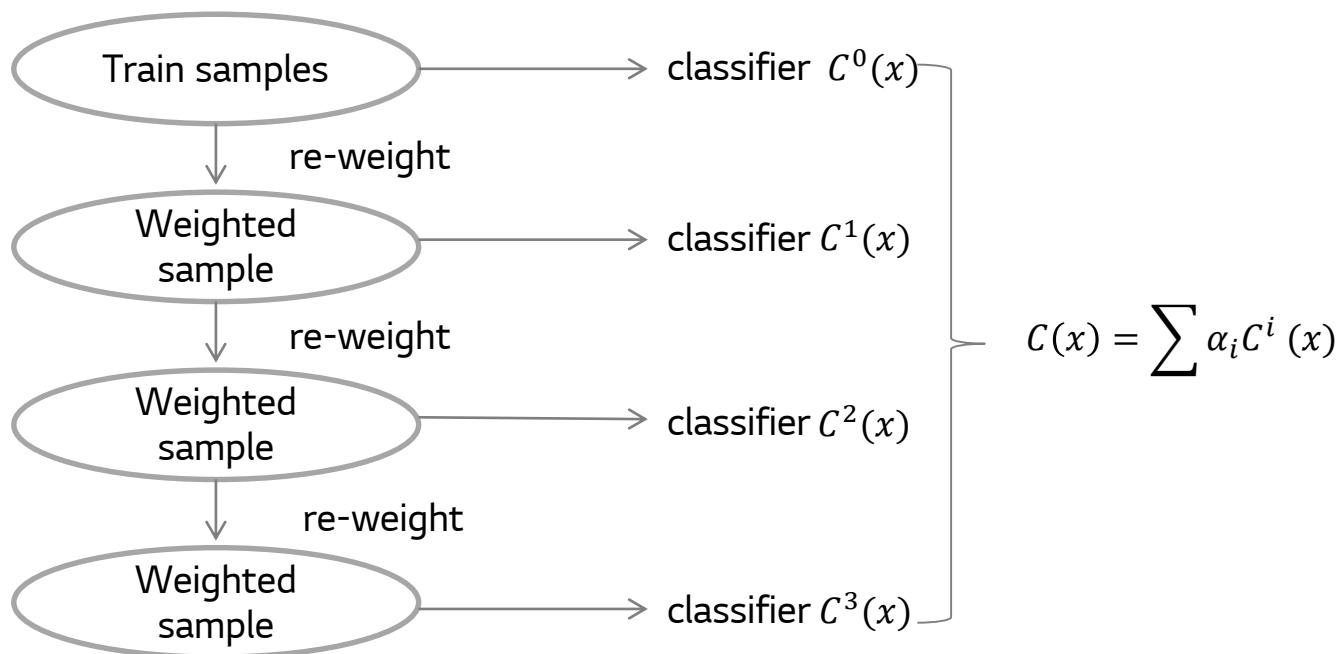 Train samples
classifier C⁰(x)
re-weight
Weighted
sample
classifier C¹(x)
re-weight
C(x) = ∑ αᵢCⁱ (x)
Weighted
sample
classifier C²(x)
re-weight
Weighted
sample
classifier C³(x)